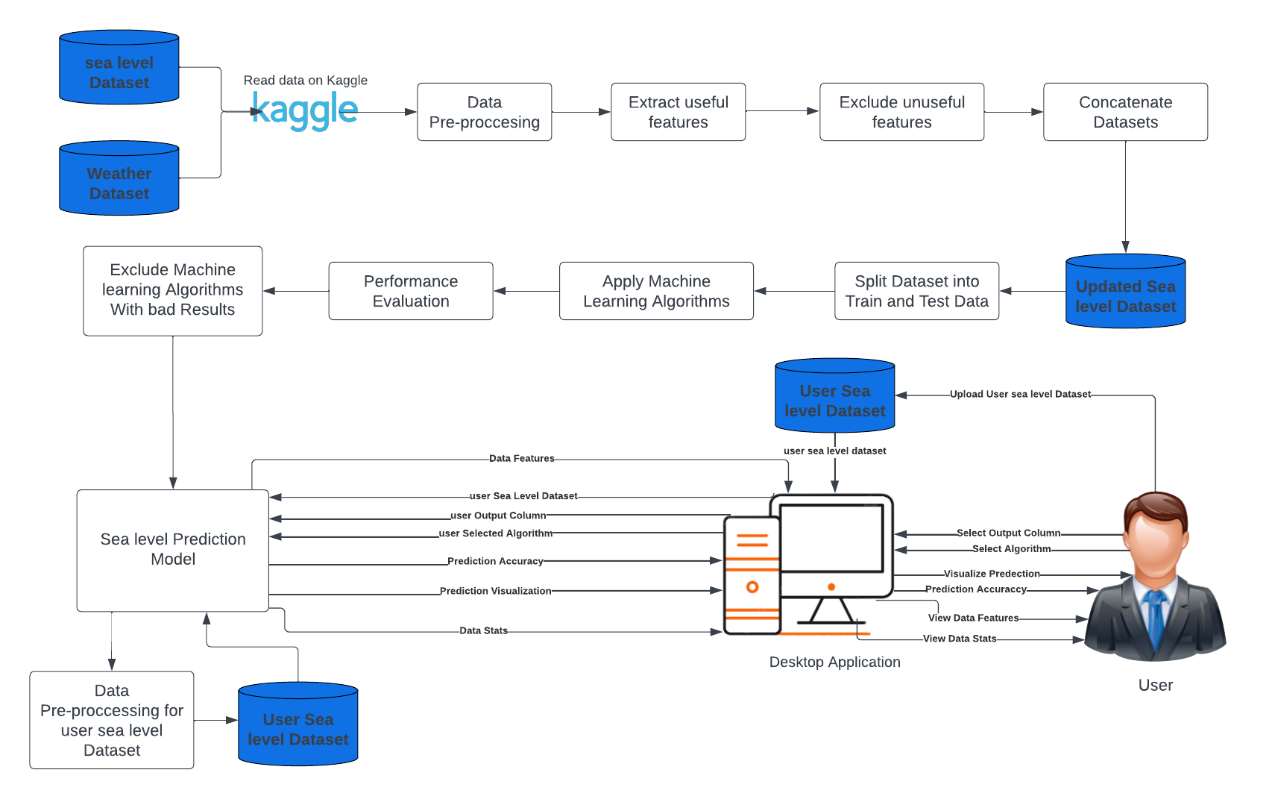 sea level
Dataset
Read data on Kaggle
kaggle
Data
Pre-proccesing
Extract useful
features
Exclude unuseful
features
Concatenate
Datasets
Weather
Dataset
Exclude Machine
learning Algorithms
With bad Results
Performance
Evaluation
Apply Machine
Learning Algorithms
Split Dataset into
Train and Test Data
Updated Sea
level Dataset
User Sea
level Dataset
Upload User sea level Dataset
user sea level dataset
Data Features
user Sea Level Dataset
user Output Column
user Selected Algorithm
Prediction Accuracy
Prediction Visualization
Data Stats
Sea level Prediction
Model
Select Output Column
Select Algorithm
Visualize Predection
Prediction Accuraccy
View Data Features
View Data Stats
Desktop Application
User
Data
Pre-proccessing for
user sea level
Dataset
User Sea
level Dataset